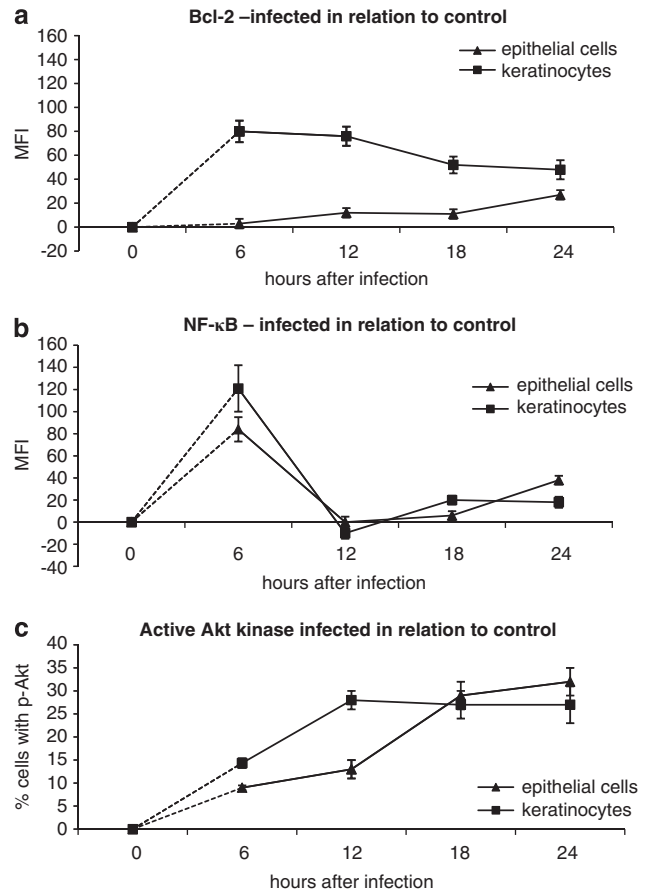 a
Bcl-2 –infected in relation to control
160
140
120
100
80
60
40
20
0
-20
MFI
epithelial cells
keratinocytes
0 6 12 18 24
hours after infection
b
NF-κB – infected in relation to control
160
140
120
100
80
60
40
20
0
-20
-40
MFI
epithelial cells
keratinocytes
0 6 12 18 24
hours after infection
c
Active Akt kinase infected in relation to control
40
35
30
25
20
15
10
5
0
% cells with p-Akt
epithelial cells
keratinocytes
0 6 12 18 24
hours after infection